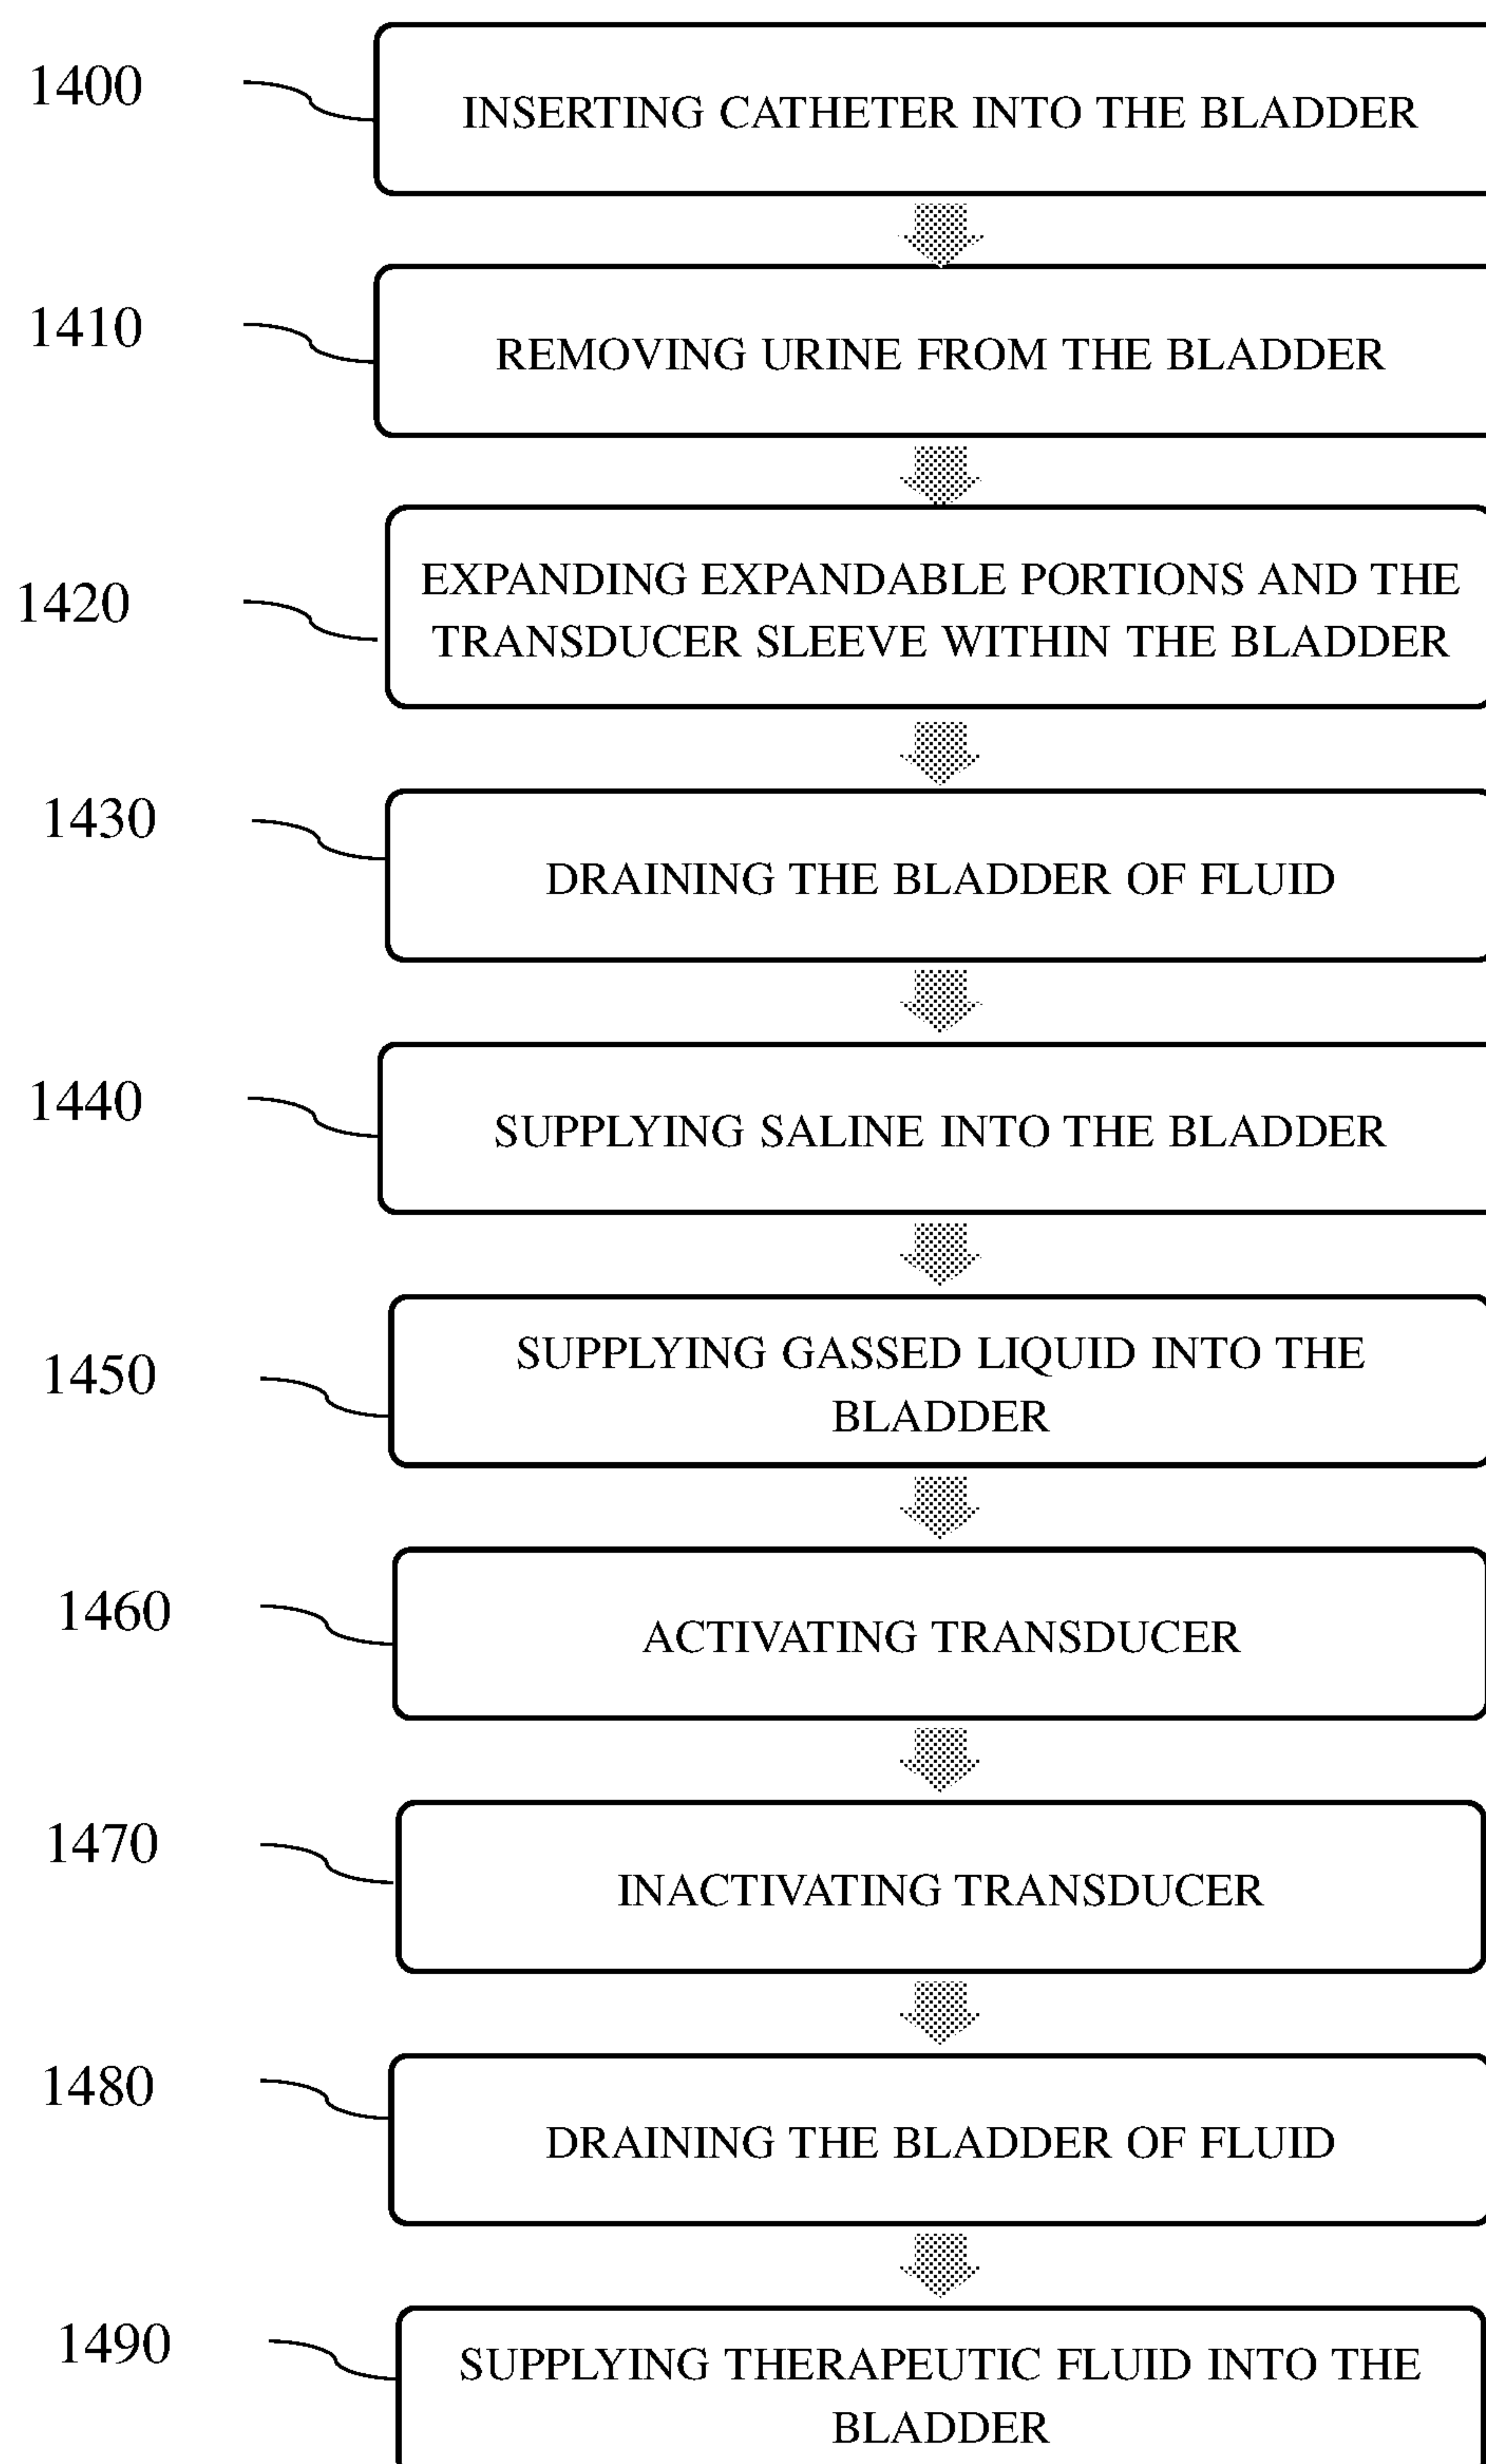 1400
INSERTING CATHETER INTO THE BLADDER
1410
REMOVING URINE FROM THE BLADDER
1420
EXPANDING EXPANDABLE PORTIONS AND THE
TRANSDUCER SLEEVE WITHIN THE BLADDER
1430
DRAINING THE BLADDER OF FLUID
1440
SUPPLYING SALINE INTO THE BLADDER
1450
SUPPLYING GASSED LIQUID INTO THE
BLADDER
1460
ACTIVATING TRANSDUCER
1470
INACTIVATING TRANSDUCER
1480
DRAINING THE BLADDER OF FLUID
1490
SUPPLYING THERAPEUTIC FLUID INTO THE
BLADDER